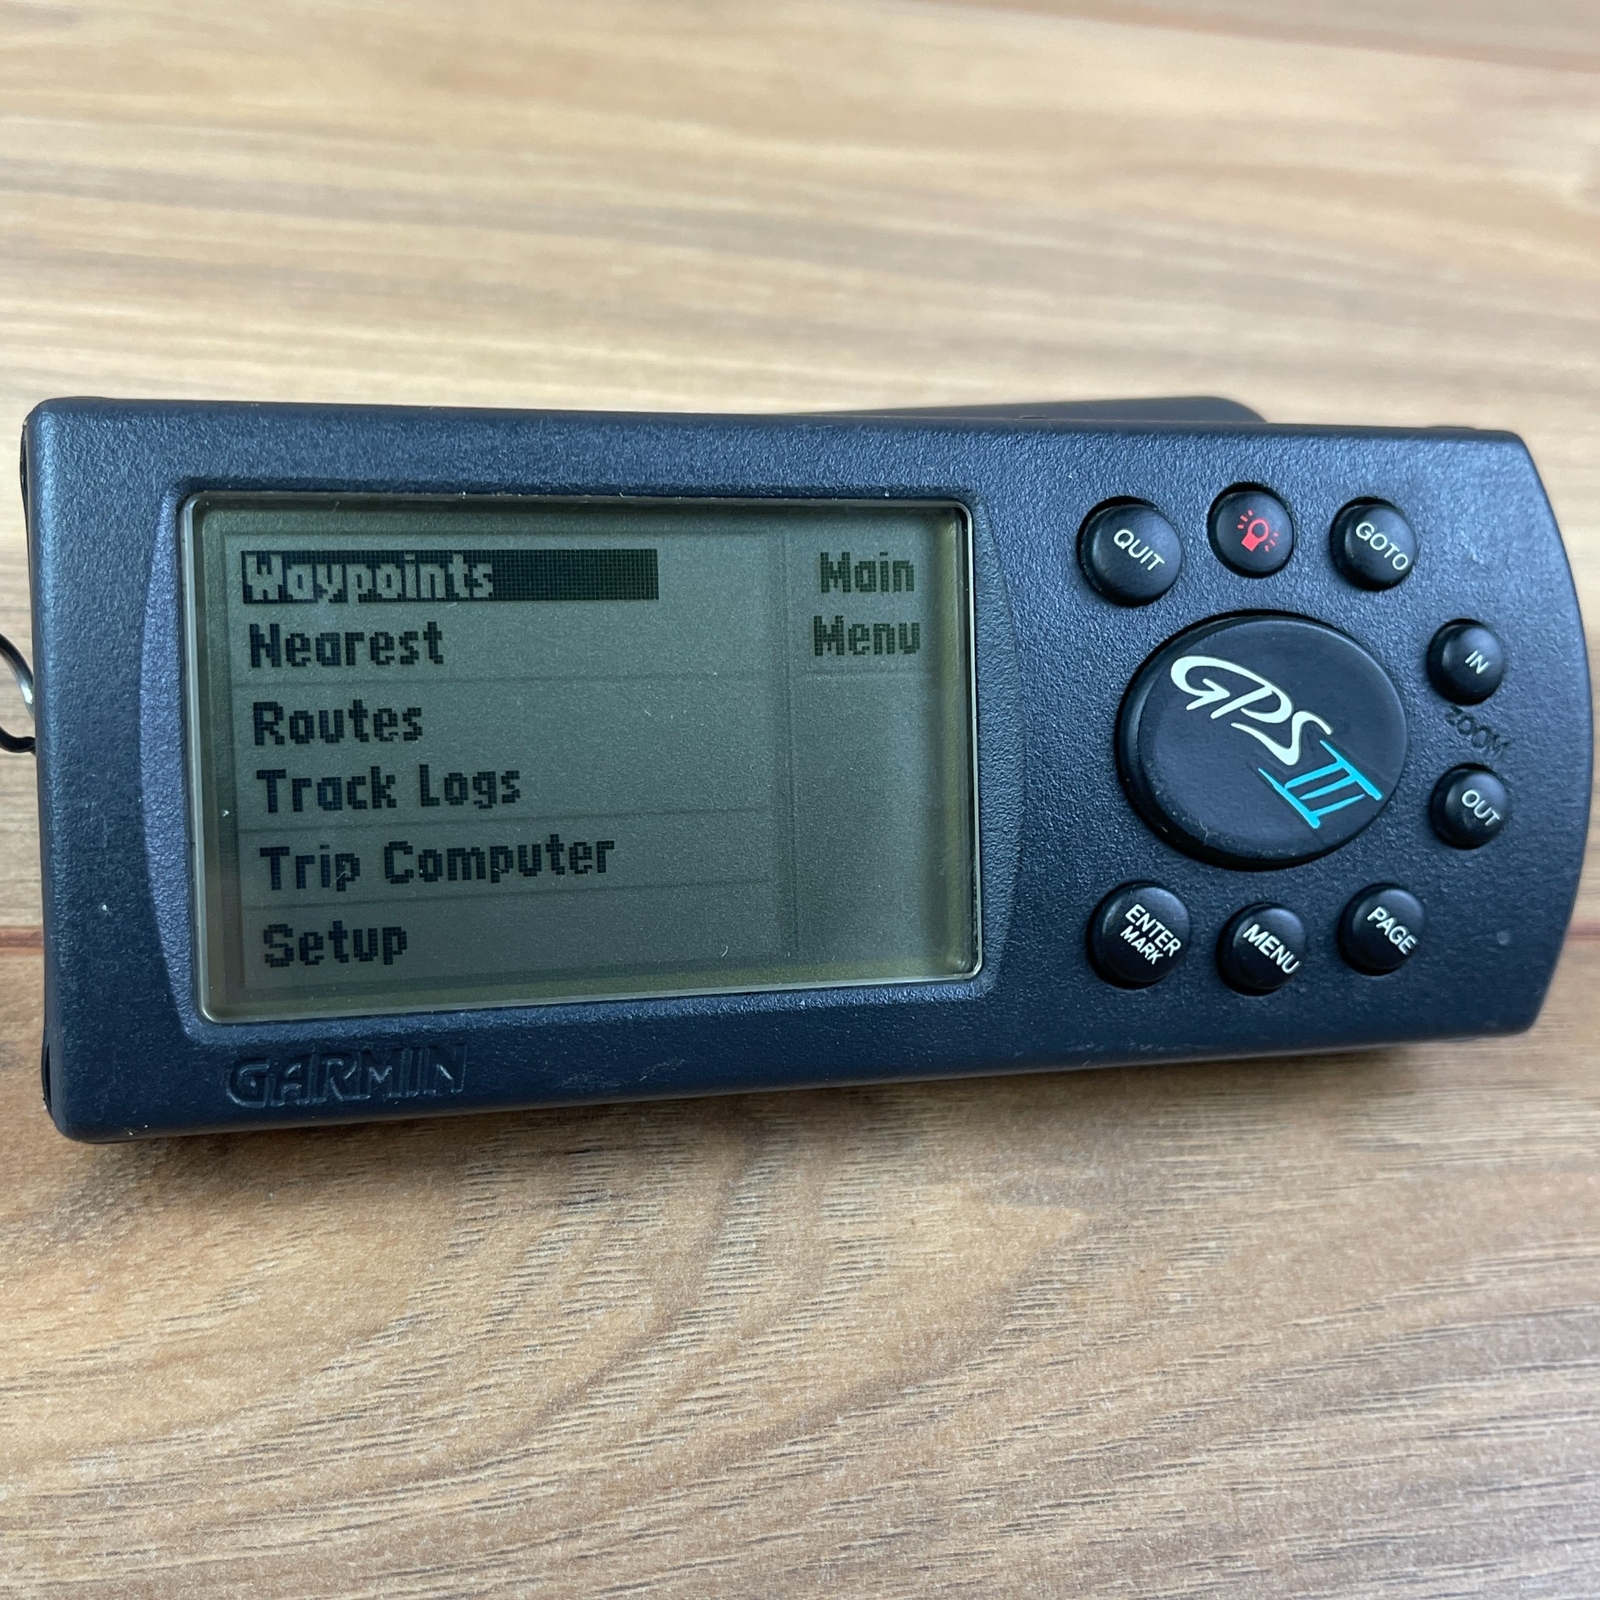 Waypoints
Nearest
Routes
Track Logs
Trip Computer
Setup
Main
Menu
QUIT
GOTO
IN
ZOOM
OUT
GPS III
ENTER
MARK
MENU
PAGE
GARMIN